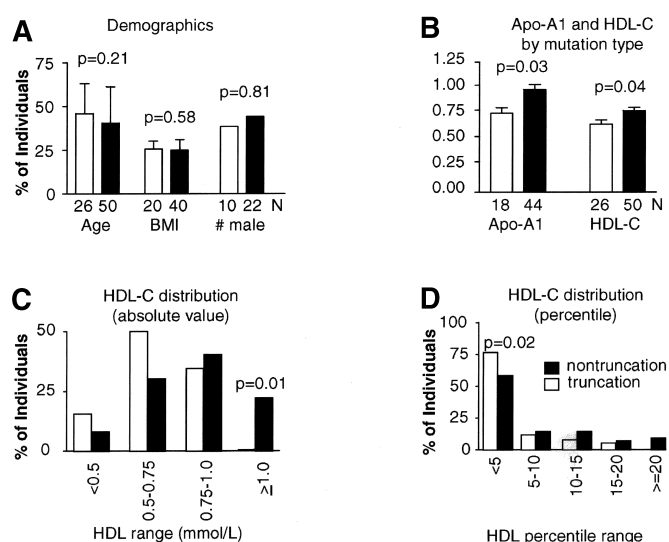 A
Demographics
% of Individuals
75
50
25
0
p=0.21
p=0.58
p=0.81
26 50 20 40 10 22 N
Age BMI # male
B
Apo-A1 and HDL-C
by mutation type
% of Individuals
1.25
1.00
0.75
0.50
0.25
0.00
p=0.03
p=0.04
18 44 26 50 N
Apo-A1 HDL-C
C
HDL-C distribution
(absolute value)
% of Individuals
50
25
0
p=0.01
<0.5
0.5-0.75
0.75-1.0
≥1.0
HDL range (mmol/L)
D
HDL-C distribution
(percentile)
% of Individuals
100
75
50
25
0
p=0.02
nontruncation
truncation
<5
5-10
10-15
15-20
>=20
HDL percentile range